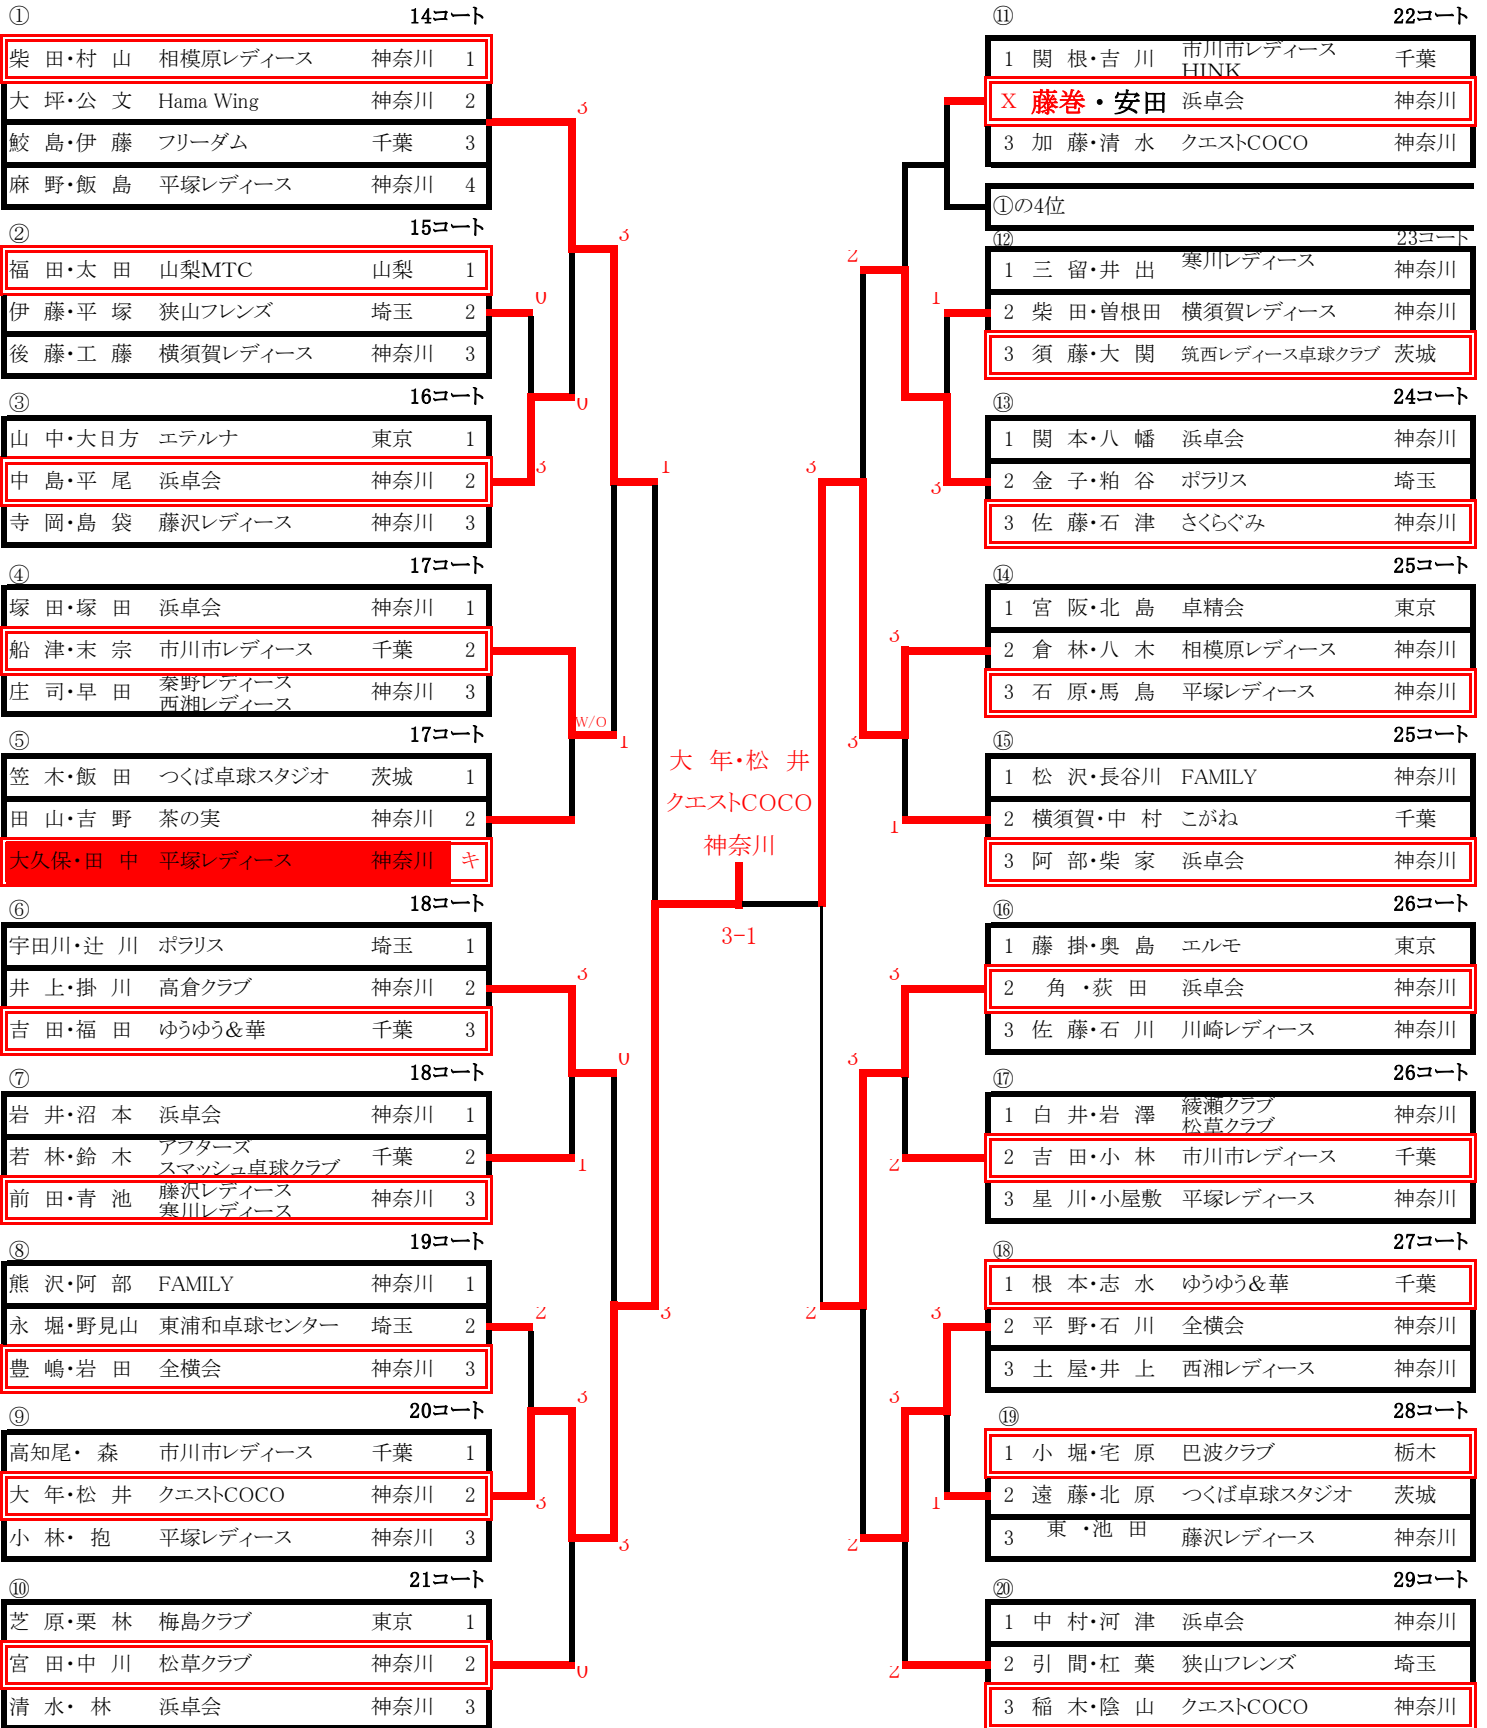 ① 14コート
柴 田・村 山 相模原レディース 神奈川 1
大 坪・公 文 Hama Wing 神奈川 2
鮫 島・伊 藤 フリーダム 千葉 3
麻 野・飯 島 平塚レディース 神奈川 4
② 15コート
福 田・太 田 山梨MTC 山梨 1
伊 藤・平 塚 狭山フレンズ 埼玉 2
後 藤・工 藤 横須賀レディース 神奈川 3
③ 16コート
山 中・大日方 エテルナ 東京 1
中 島・平 尾 浜卓会 神奈川 2
寺 岡・島 袋 藤沢レディース 神奈川 3
④ 17コート
塚 田・塚 田 浜卓会 神奈川 1
船 津・末 宗 市川市レディース 千葉 2
庄 司・早 田 秦野レディース 西湘レディース 神奈川 3
⑤ 17コート
笠 木・飯 田 つくば卓球スタジオ 茨城 1
田 山・吉 野 茶の実 神奈川 2
大久保・田 中 平塚レディース 神奈川 キ
⑥ 18コート
宇田川・辻 川 ポラリス 埼玉 1
井 上・掛 川 高倉クラブ 神奈川 2
吉 田・福 田 ゆうゆう&華 千葉 3
⑦ 18コート
岩 井・沼 本 浜卓会 神奈川 1
若 林・鈴 木 アフターズ スマッシュ卓球クラブ 千葉 2
前 田・青 池 藤沢レディース 寒川レディース 神奈川 3
⑧ 19コート
熊 沢・阿 部 FAMILY 神奈川 1
永 堀・野見山 東浦和卓球センター 埼玉 2
豊 嶋・岩 田 全横会 神奈川 3
⑨ 20コート
高知尾・ 森 市川市レディース 千葉 1
大 年・松 井 クエストCOCO 神奈川 2
小 林・ 抱 平塚レディース 神奈川 3
⑩ 21コート
芝 原・栗 林 梅島クラブ 東京 1
宮 田・中 川 松草クラブ 神奈川 2
清 水・ 林 浜卓会 神奈川 3
3
3
0
0
3
1
W/O
1
3
0
1
3
2
3
3
3
0
大 年・松 井
クエストCOCO
神奈川
3-1
2
1
3
3
3
3
1
3
3
2
2
3
3
1
2
2
⑪ 22コート
1 関 根・吉 川 市川市レディース HINK 千葉
X 藤巻・安田 浜卓会 神奈川
3 加 藤・清 水 クエストCOCO 神奈川
①の4位
⑫ 23コート
1 三 留・井 出 寒川レディース 神奈川
2 柴 田・曽根田 横須賀レディース 神奈川
3 須 藤・大 関 筑西レディース卓球クラブ 茨城
⑬ 24コート
1 関 本・八 幡 浜卓会 神奈川
2 金 子・粕 谷 ポラリス 埼玉
3 佐 藤・石 津 さくらぐみ 神奈川
⑭ 25コート
1 宮 阪・北 島 卓精会 東京
2 倉 林・八 木 相模原レディース 神奈川
3 石 原・馬 鳥 平塚レディース 神奈川
⑮ 25コート
1 松 沢・長谷川 FAMILY 神奈川
2 横須賀・中 村 こがね 千葉
3 阿 部・柴 家 浜卓会 神奈川
⑯ 26コート
1 藤 掛・奥 島 エルモ 東京
2 角 ・荻 田 浜卓会 神奈川
3 佐 藤・石 川 川崎レディース 神奈川
⑰ 26コート
1 白 井・岩 澤 綾瀬クラブ 松草クラブ 神奈川
2 吉 田・小 林 市川市レディース 千葉
3 星 川・小屋敷 平塚レディース 神奈川
⑱ 27コート
1 根 本・志 水 ゆうゆう&華 千葉
2 平 野・石 川 全横会 神奈川
3 土 屋・井 上 西湘レディース 神奈川
⑲ 28コート
1 小 堀・宅 原 巴波クラブ 栃木
2 遠 藤・北 原 つくば卓球スタジオ 茨城
3 東 ・池 田 藤沢レディース 神奈川
⑳ 29コート
1 中 村・河 津 浜卓会 神奈川
2 引 間・杠 葉 狭山フレンズ 埼玉
3 稲 木・陰 山 クエストCOCO 神奈川